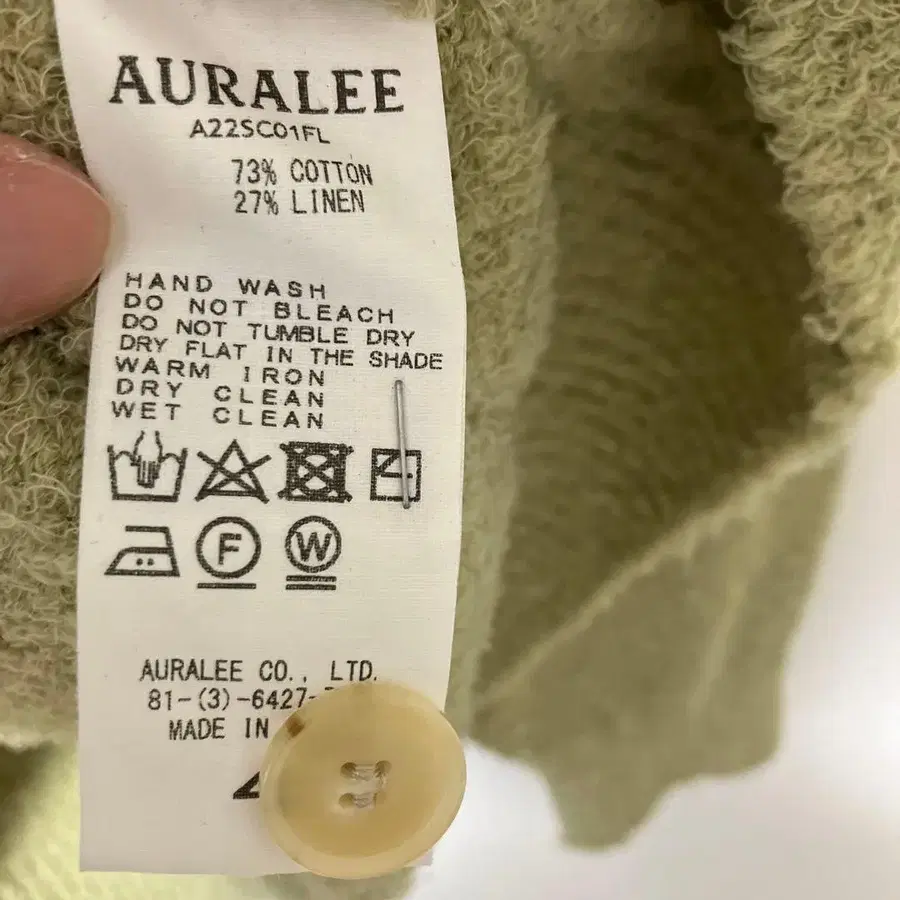 AURALEE
A22SC01FL
73% COTTON
27% LINEN
HAND WASH
DO NOT BLEACH
DO NOT TUMBLE DRY
DRY FLAT IN THE SHADE
WARM IRON
DRY CLEAN
WET CLEAN
F W
AURALEE CO., LTD.
81-(3)-6427-
MADE IN